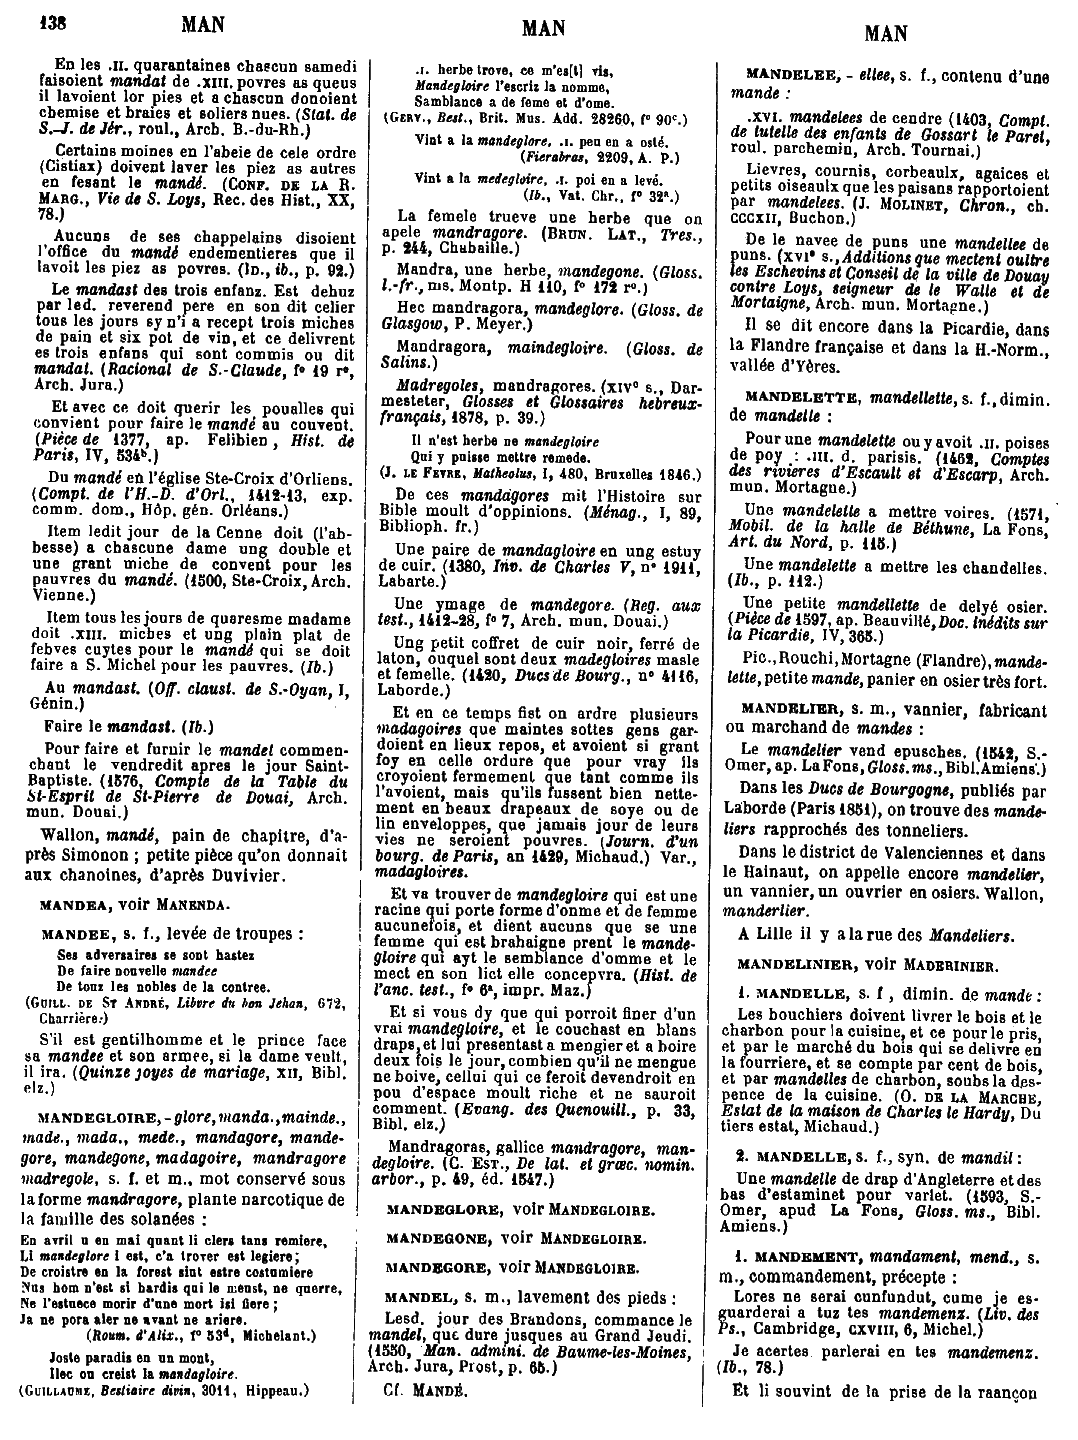 138 MAN MAN MAN
En les .II. quarantaines chascun samedi
faisoient mandat de .XIII. povres as queus
il lavoient lor pies et a chascun donoient
chemise et braies et soliers nues. (Stat. de
S.-J. de Jér., roul., Arch. B.-du-Rh.)
Certains moines en l'abeie de cele ordre
(Cistiax) doivent laver les piez as autres
en fesant le mandé. (CONF. DE LA R.
MARG., Vie de S. Loys, Rec. des Hist., XX,
78.)
Aucuns de ses chappelains disoient
l'office du mandé endementieres que il
lavoit les piez as povres. (ID., ib., p. 92.)
Le mandast des trois enfanz. Est dehuz
par led. reverend pere en son dit celier
tous les jours sy n'i a recept trois miches
de pain et six pot de vin, et ce delivrent
es trois enfans qui sont commis ou dit
mandat. (Racional de S.-Claude, f° 19 r°,
Arch. Jura.)
Et avec ce doit querir les poualles qui
convient pour faire le mandé au couvent.
(Pièce de 1377, ap. Felibien, Hist. de
Paris, IV, 534b.)
Du mandé en l'église Ste-Croix d'Orliens.
(Compt. de l'H.-D. d'Orl., 1412-13, exp.
comm. dom., Hôp. gén. Orléans.)
Item ledit jour de la Cenne doit (l'ab-
besse) a chascune dame ung double et
une grant miche de convent pour les
pauvres du mandé. (1500, Ste-Croix, Arch.
Vienne.)
Item tous les jours de quaresme madame
doit .XIII. miches et ung plain plat de
febves cuytes pour le mandé qui se doit
faire a S. Michel pour les pauvres. (Ib.)
Au mandast. (Off. claust. de S.-Oyan, I,
Génin.)
Faire le mandast. (Ib.)
Pour faire et furnir le mandet commen-
chant le vendredit apres le jour Saint-
Baptiste. (1576, Compte de la Table du
St-Esprit de St-Pierre de Douai, Arch.
mun. Douai.)
Wallon, mandé, pain de chapitre, d'a-
près Simonon ; petite pièce qu'on donnait
aux chanoines, d'après Duvivier.
MANDEA, voir MANENDA.
MANDEE, s. f., levée de troupes :
Ses adversaires se sont hastez
De faire nouvelle mandee
De touz les nobles de la contree.
(GUILL. DE ST ANDRÉ, Libvre du bon Jehan, 672,
Charrière.)
S'il est gentilhomme et le prince face
sa mandee et son armee, si la dame veult,
il ira. (Quinze joyes de mariage, XII, Bibl.
elz.)
MANDEGLOIRE, -glore, manda., mainde.,
made., mada., mede., mandagore, mande-
gore, mandegone, madagoire, mandragore
madregole, s. f. et m., mot conservé sous
la forme mandragore, plante narcotique de
la famille des solanées :
En avril u en mai quant li clers tans remire,
Li mandeglore i est, c'a trover est legiere;
De croistre en la forest sint estre costumiere
Nus hom n'est si hardis qui le menst, ne querre,
Ne l'estuece morir d'une mort isi fiere ;
Ja ne pora aler ne avant ne ariere.
(Roum. d'Alix., f° 53d, Michelant.)
Joste paradis en un mont,
Ilec ou creist la mandagloire.
(GUILLAUME, Bestiaire divin, 3011, Hippeau.)
.I. herbe trove, ce m'es[t] vis,
Mandegloire l'escriz la nomme,
Samblance a de feme et d'ome.
(GERV., Best., Brit. Mus. Add. 28260, f° 90c.)
Vint a la mandeglore, .I. peu en a osté.
(Fierabras, 2209, A. P.)
Vint a la medegloire, .I. poi en a levé.
(Ib., Vat. Chr., f° 32a.)
La femele trueve une herbe que on
apele mandragore. (BRUN. LAT., Tres.,
p. 244, Chabaille.)
Mandra, une herbe, mandegone. (Gloss.
l.-fr., ms. Montp. H 110, f° 172 r°.)
Hec mandragora, mandeglore. (Gloss. de
Glasgow, P. Meyer.)
Mandragora, maindegloire. (Gloss. de
Salins.)
Madregoles, mandragores. (XIVe s., Dar-
mesteter, Glosses et Glossaires hebreux-
français, 1878, p. 39.)
Il n'est herbe ne mandegloire
Qui y puisse mettre remede.
(J. LE FEVRE, Matheolus, I, 480, Bruxelles 1846.)
De ces mandagores mit l'Histoire sur
Bible moult d'oppinions. (Ménag., I, 89,
Biblioph. fr.)
Une paire de mandagloire en ung estuy
de cuir. (1380, Inv. de Charles V, n° 1911,
Labarte.)
Une ymage de mandegore. (Reg. aux
test., 1412-28, f° 7, Arch. mun. Douai.)
Ung petit coffret de cuir noir, ferré de
laton, ouquel sont deux madegloires masle
et femelle. (1420, Ducs de Bourg., n° 4116,
Laborde.)
Et en ce temps fist on ardre plusieurs
madagoires que maintes sottes gens gar-
doient en lieux repos, et avoient si grant
foy en celle ordure que pour vray ils
croyoient fermement que tant comme ils
l'avoient, mais qu'ils fussent bien nette-
ment en beaux drapeaux de soye ou de
lin enveloppes, que jamais jour de leurs
vies ne seroient pouvres. (Journ. d'un
bourg. de Paris, an 1429, Michaud.) Var.,
madagloires.
Et va trouver de mandegloire qui est une
racine qui porte forme d'onme et de femme
aucunefois, et dient aucuns que se une
femme qui est brahaigne prent le mande-
gloire qui ayt le semblance d'omme et le
mect en son lict elle concepvra. (Hist. de
l'anc. test., f° 6a, impr. Maz.)
Et si vous dy que qui porroit finer d'un
vrai mandegloire, et le couchast en blans
draps, et lui presentast a mengier et a boire
deux fois le jour, combien qu'il ne mengue
ne boive, cellui qui ce feroit devendroit en
pou d'espace moult riche et ne sauroit
comment. (Evang. des Quenouill., p. 33,
Bibl. elz.)
Mandragoras, gallice mandragore, man-
degloire. (C. EST., De lat. et græc. nomin.
arbor., p. 49, éd. 1547.)
MANDEGLORE, voir MANDEGLOIRE.
MANDEGONE, voir MANDEGLOIRE.
MANDEGORE, voir MANDEGLOIRE.
MANDEL, s. m., lavement des pieds :
Lesd. jour des Brandons, commance le
mandel, que dure jusques au Grand Jeudi.
(1550, Man. admini. de Baume-les-Moines,
Arch. Jura, Prost, p. 65.)
Cf. MANDÉ.
MANDELEE, - ellee, s. f., contenu d'une
mande :
.XVI. mandelees de cendre (1403, Compt.
de tutelle des enfants de Gossart le Parel,
roul. parchemin, Arch. Tournai.)
Lievres, cournis, corbeaulx, agaices et
petits oiseaulx que les paisans rapportoient
par mandelees. (J. MOLINET, Chron., ch.
CCCXII, Buchon.)
De le navee de puns une mandellee de
puns. (XVIe s., Additions que mectent oultre
les Eschevins et Conseil de la ville de Douay
contre Loys, seigneur de le Walle et de
Mortaigne, Arch. mun. Mortagne.)
Il se dit encore dans la Picardie, dans
la Flandre française et dans la H.-Norm.,
vallée d'Yères.
MANDELETTE, mandellette, s. f., dimin.
de mandelle :
Pour une mandelette ou y avoit .II. poises
de poy : .III. d. parisis. (1462, Comptes
des rivieres d'Escault et d'Escarp, Arch.
mun. Mortagne.)
Une mandelette a mettre voires. (1571,
Mobil. de la halle de Béthune, La Fons,
Art. du Nord, p. 115.)
Une mandelette a mettre les chandelles.
(Ib., p. 112.)
Une petite mandellette de delyé osier.
(Pièce de 1597, ap. Beauvillé, Doc. inédits sur
la Picardie, IV, 365.)
Pic., Rouchi, Mortagne (Flandre), mande-
lette, petite mande, panier en osier très fort.
MANDELIER, s. m., vannier, fabricant
ou marchand de mandes :
Le mandelier vend epusches. (1542, S.-
Omer, ap. La Fons, Gloss. ms., Bibl. Amiens.)
Dans les Ducs de Bourgogne, publiés par
Laborde (Paris 1851), on trouve des mande-
liers rapprochés des tonneliers.
Dans le district de Valenciennes et dans
le Hainaut, on appelle encore mandelier,
un vannier, un ouvrier en osiers. Wallon,
manderlier.
A Lille il y a la rue des Mandeliers.
MANDELINIER, voir MADERINIER.
1. MANDELLE, s. f , dimin. de mande :
Les bouchiers doivent livrer le bois et le
charbon pour la cuisine, et ce pour le pris,
et par le marché du bois qui se delivre en
la fourriere, et se compte par cent de bois,
et par mandelles de charbon, soubs la des-
pence de la cuisine. (O. DE LA MARCHE,
Estat de la maison de Charles le Hardy, Du
tiers estat, Michaud.)
2. MANDELLE, s. f., syn. de mandil :
Une mandelle de drap d'Angleterre et des
bas d'estaminet pour varlet. (1593, S.-
Omer, apud La Fons, Gloss. ms., Bibl.
Amiens.)
1. MANDEMENT, mandament, mend., s.
m., commandement, précepte :
Lores ne serai cunfundut, cume je es-
guarderai a tuz tes mandemenz. (Liv. des
Ps., Cambridge, CXVIII, 6, Michel.)
Je acertes parlerai en tes mandemenz.
(Ib., 78.)
Et li souvint de la prise de la raançon